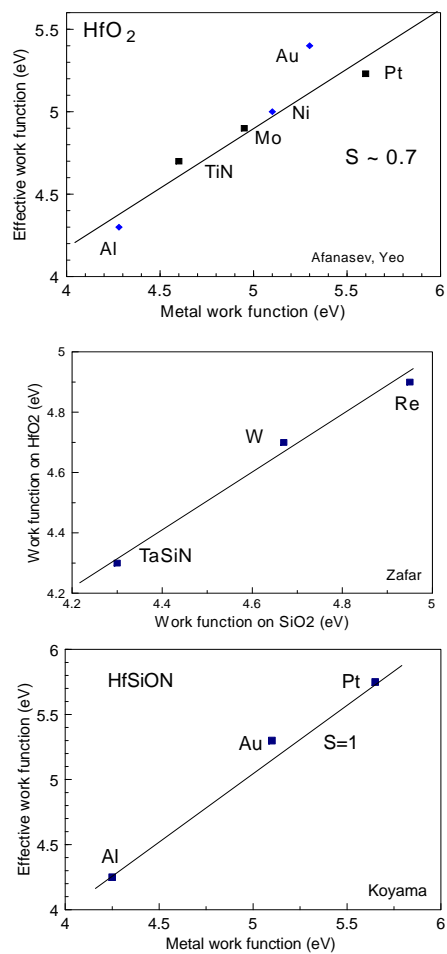 HfO2
Au
Pt
Ni
Mo
S ~ 0.7
TiN
Al
Afanasev, Yeo
Effective work function (eV)
5.5
5
4.5
4
4 4.5 5 5.5 6
Metal work function (eV)
5
Re
W
TaSiN
Zafar
Work function on HfO2 (eV)
4.8
4.6
4.4
4.2
4.2 4.4 4.6 4.8 5
Work function on SiO2 (eV)
6
HfSiON
Pt
Au
S=1
Al
Koyama
Effective work function (eV)
5.5
5
4.5
4
4 4.5 5 5.5 6
Metal work function (eV)